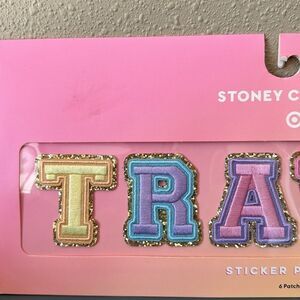 STONEY C
TRA
STICKER P
6 Patch